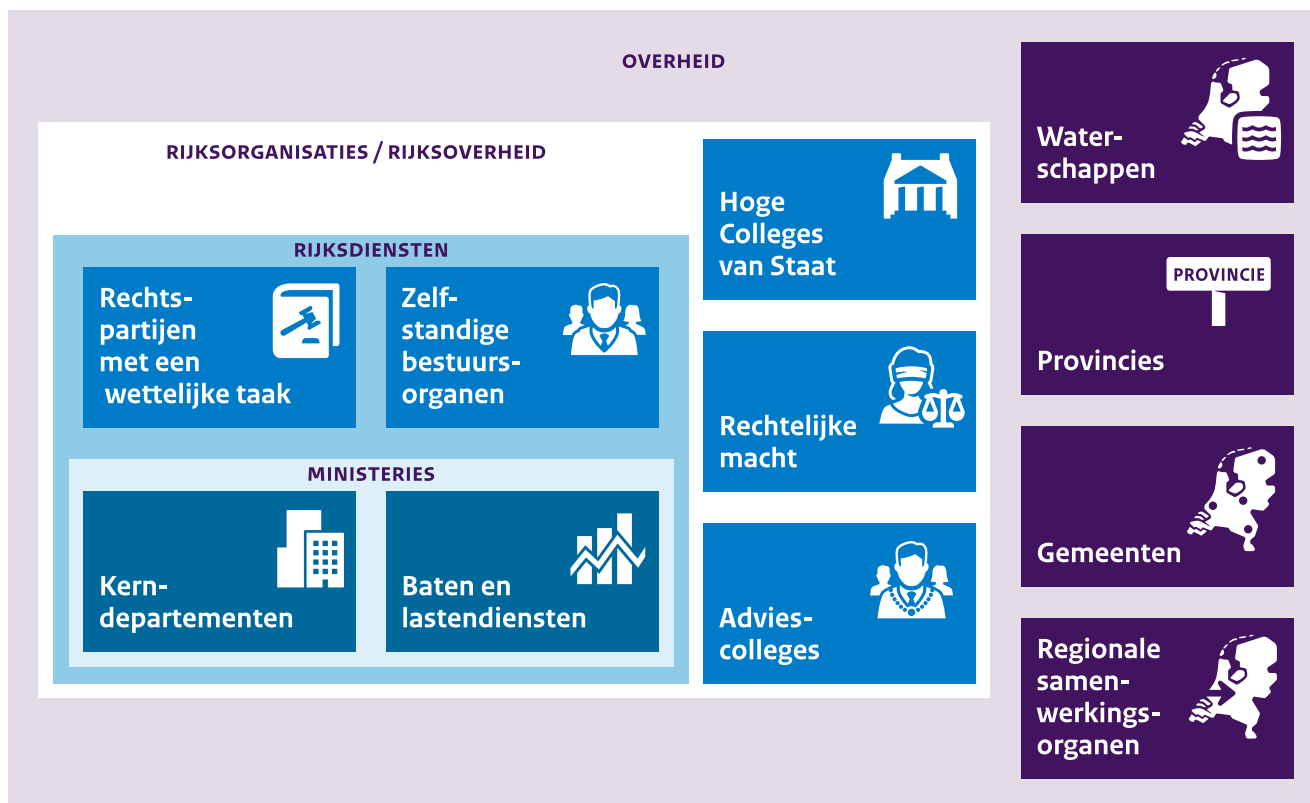 OVERHEID
RIJKSORGANISATIES / RIJKSOVERHEID
RIJKSDIENSTEN
Rechts-
partijen
met een
wettelijke taak
Zelf-
standige
bestuurs-
organen
MINISTERIES
Kern-
departementen
Baten en
lastendiensten
Hoge
Colleges
van Staat
Rechtelijke
macht
Advies-
colleges
Water-
schappen
PROVINCIE
Provincies
Gemeenten
Regionale
samen-
werkings-
organen